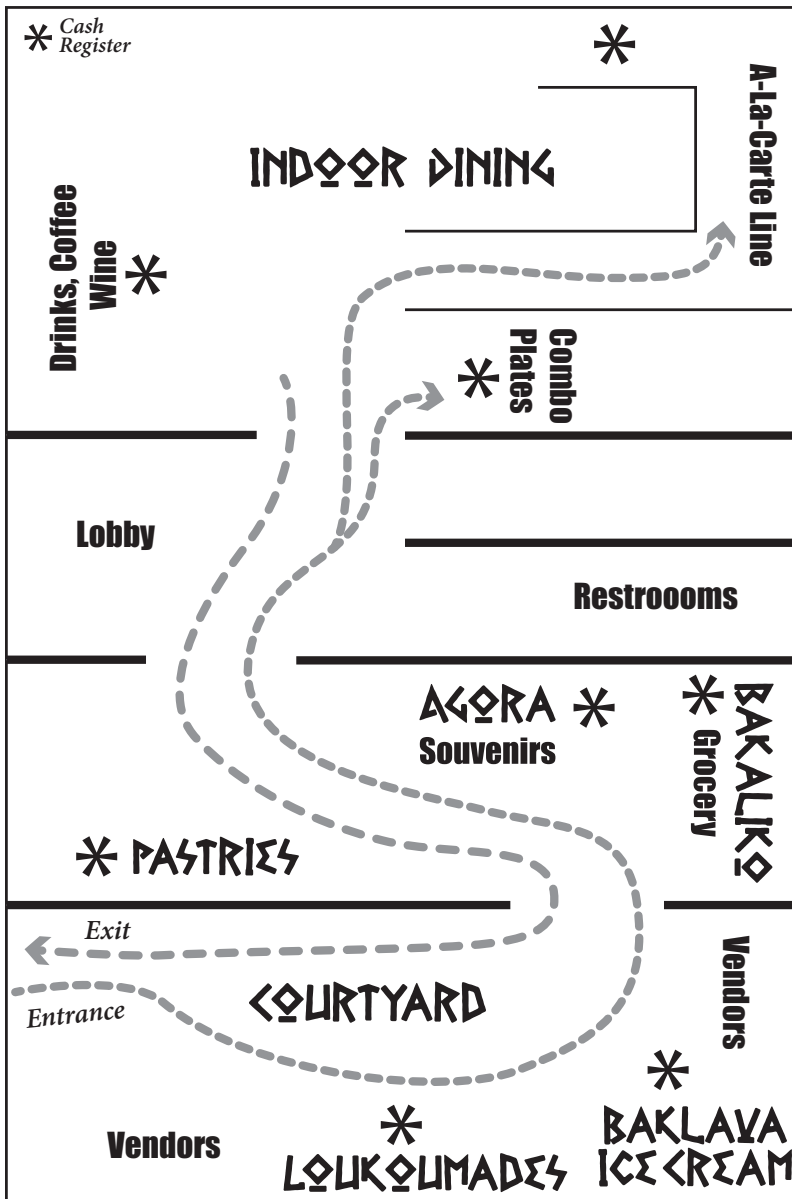 * Cash
Register
*
A-La-Carte Line
INDOOR DINING
Drinks, Coffee
Wine
*
*
Combo
Plates
Lobby
Restroooms
AGORA *
Souvenirs
*
BAKALIKO
Grocery
* PASTRIES
Exit
COURTYARD
Entrance
Vendors
*
*
BAKLAVA
ICE CREAM
Vendors
LOUKOUMADES